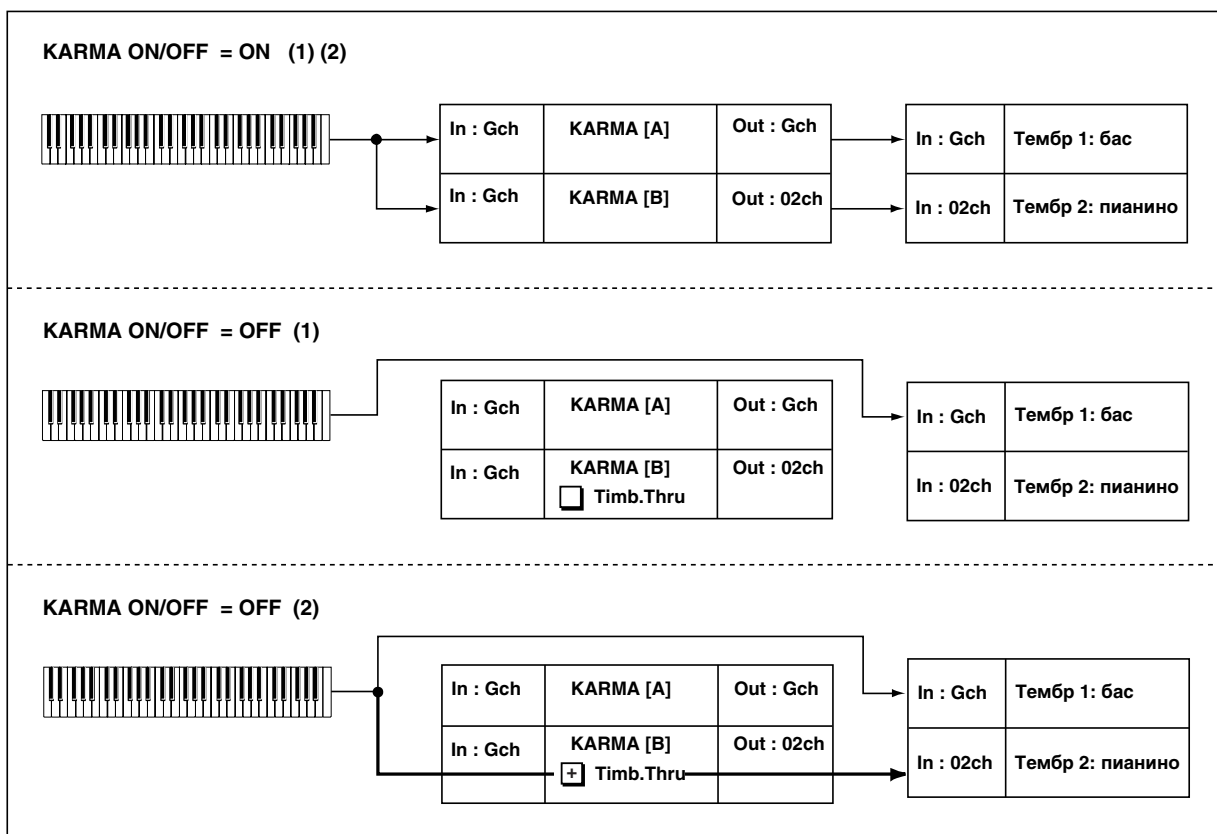 KARMA ON/OFF = ON (1) (2)
In : Gch KARMA [A] Out : Gch In : Gch Тембр 1: бас
In : Gch KARMA [B] Out : 02ch In : 02ch Тембр 2: пианино
KARMA ON/OFF = OFF (1)
In : Gch KARMA [A] Out : Gch In : Gch Тембр 1: бас
In : Gch KARMA [B] Out : 02ch In : 02ch Тембр 2: пианино
Timb.Thru
KARMA ON/OFF = OFF (2)
In : Gch KARMA [A] Out : Gch In : Gch Тембр 1: бас
In : Gch KARMA [B] Out : 02ch In : 02ch Тембр 2: пианино
+ Timb.Thru